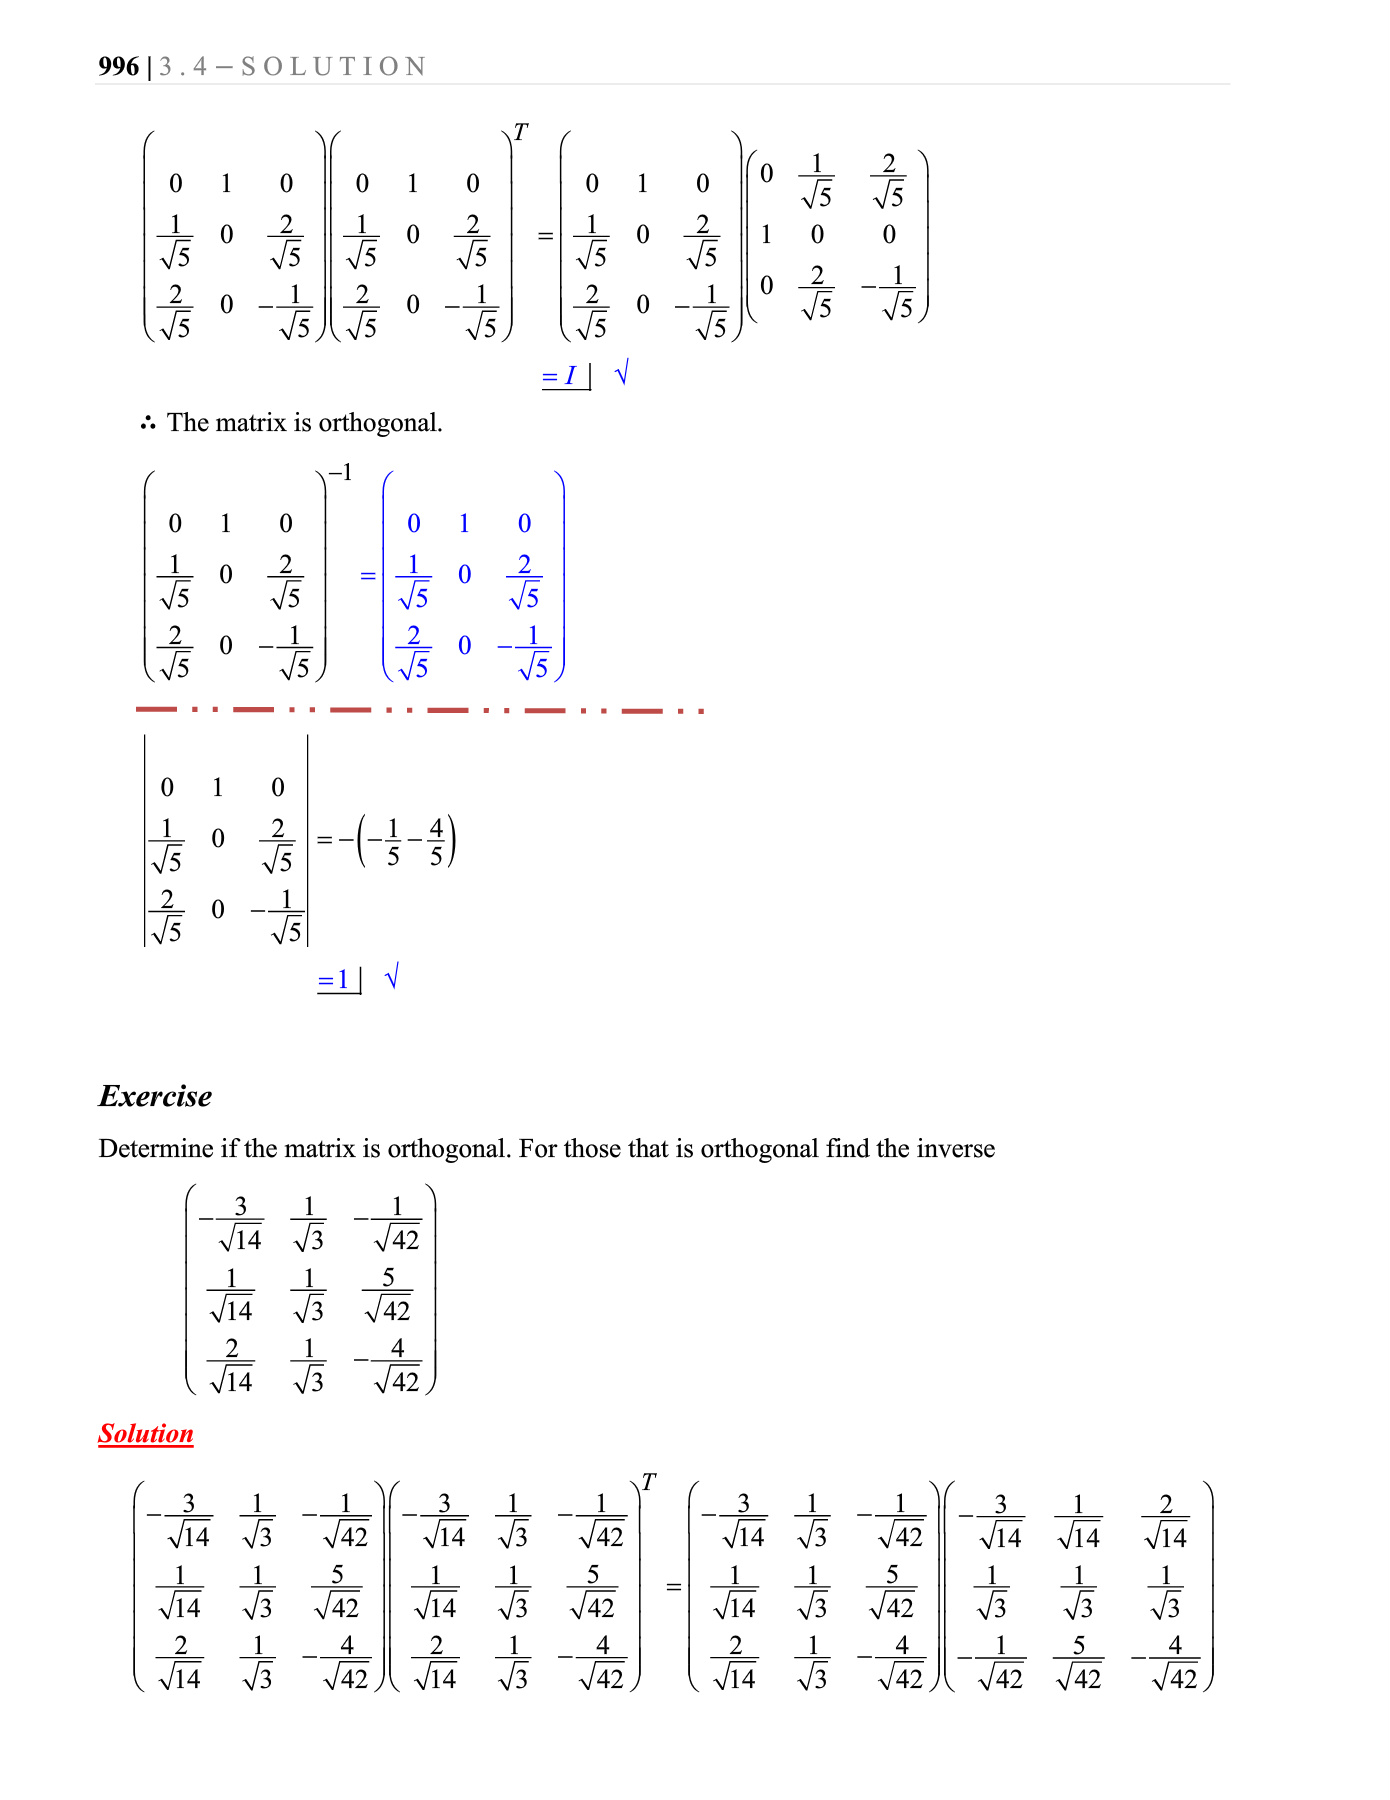 996 | 3.4 – SOLUTION
\begin{pmatrix} 0 & 1 & 0 \\ \frac{1}{\sqrt{5}} & 0 & \frac{2}{\sqrt{5}} \\ \frac{2}{\sqrt{5}} & 0 & -\frac{1}{\sqrt{5}} \end{pmatrix} \begin{pmatrix} 0 & 1 & 0 \\ \frac{1}{\sqrt{5}} & 0 & \frac{2}{\sqrt{5}} \\ \frac{2}{\sqrt{5}} & 0 & -\frac{1}{\sqrt{5}} \end{pmatrix}^T = \begin{pmatrix} 0 & 1 & 0 \\ \frac{1}{\sqrt{5}} & 0 & \frac{2}{\sqrt{5}} \\ \frac{2}{\sqrt{5}} & 0 & -\frac{1}{\sqrt{5}} \end{pmatrix} \begin{pmatrix} 0 & \frac{1}{\sqrt{5}} & \frac{2}{\sqrt{5}} \\ 1 & 0 & 0 \\ 0 & \frac{2}{\sqrt{5}} & -\frac{1}{\sqrt{5}} \end{pmatrix}
= I | √
∴ The matrix is orthogonal.
\begin{pmatrix} 0 & 1 & 0 \\ \frac{1}{\sqrt{5}} & 0 & \frac{2}{\sqrt{5}} \\ \frac{2}{\sqrt{5}} & 0 & -\frac{1}{\sqrt{5}} \end{pmatrix}^{-1} = \begin{pmatrix} 0 & 1 & 0 \\ \frac{1}{\sqrt{5}} & 0 & \frac{2}{\sqrt{5}} \\ \frac{2}{\sqrt{5}} & 0 & -\frac{1}{\sqrt{5}} \end{pmatrix}
\begin{vmatrix} 0 & 1 & 0 \\ \frac{1}{\sqrt{5}} & 0 & \frac{2}{\sqrt{5}} \\ \frac{2}{\sqrt{5}} & 0 & -\frac{1}{\sqrt{5}} \end{vmatrix} = -\left(-\frac{1}{5} - \frac{4}{5}\right)
= 1 | √
Exercise
Determine if the matrix is orthogonal. For those that is orthogonal find the inverse
\begin{pmatrix} -\frac{3}{\sqrt{14}} & \frac{1}{\sqrt{3}} & -\frac{1}{\sqrt{42}} \\ \frac{1}{\sqrt{14}} & \frac{1}{\sqrt{3}} & \frac{5}{\sqrt{42}} \\ \frac{2}{\sqrt{14}} & \frac{1}{\sqrt{3}} & -\frac{4}{\sqrt{42}} \end{pmatrix}
Solution
\begin{pmatrix} -\frac{3}{\sqrt{14}} & \frac{1}{\sqrt{3}} & -\frac{1}{\sqrt{42}} \\ \frac{1}{\sqrt{14}} & \frac{1}{\sqrt{3}} & \frac{5}{\sqrt{42}} \\ \frac{2}{\sqrt{14}} & \frac{1}{\sqrt{3}} & -\frac{4}{\sqrt{42}} \end{pmatrix} \begin{pmatrix} -\frac{3}{\sqrt{14}} & \frac{1}{\sqrt{3}} & -\frac{1}{\sqrt{42}} \\ \frac{1}{\sqrt{14}} & \frac{1}{\sqrt{3}} & \frac{5}{\sqrt{42}} \\ \frac{2}{\sqrt{14}} & \frac{1}{\sqrt{3}} & -\frac{4}{\sqrt{42}} \end{pmatrix}^T = \begin{pmatrix} -\frac{3}{\sqrt{14}} & \frac{1}{\sqrt{3}} & -\frac{1}{\sqrt{42}} \\ \frac{1}{\sqrt{14}} & \frac{1}{\sqrt{3}} & \frac{5}{\sqrt{42}} \\ \frac{2}{\sqrt{14}} & \frac{1}{\sqrt{3}} & -\frac{4}{\sqrt{42}} \end{pmatrix} \begin{pmatrix} -\frac{3}{\sqrt{14}} & \frac{1}{\sqrt{14}} & \frac{2}{\sqrt{14}} \\ \frac{1}{\sqrt{3}} & \frac{1}{\sqrt{3}} & \frac{1}{\sqrt{3}} \\ -\frac{1}{\sqrt{42}} & \frac{5}{\sqrt{42}} & -\frac{4}{\sqrt{42}} \end{pmatrix}